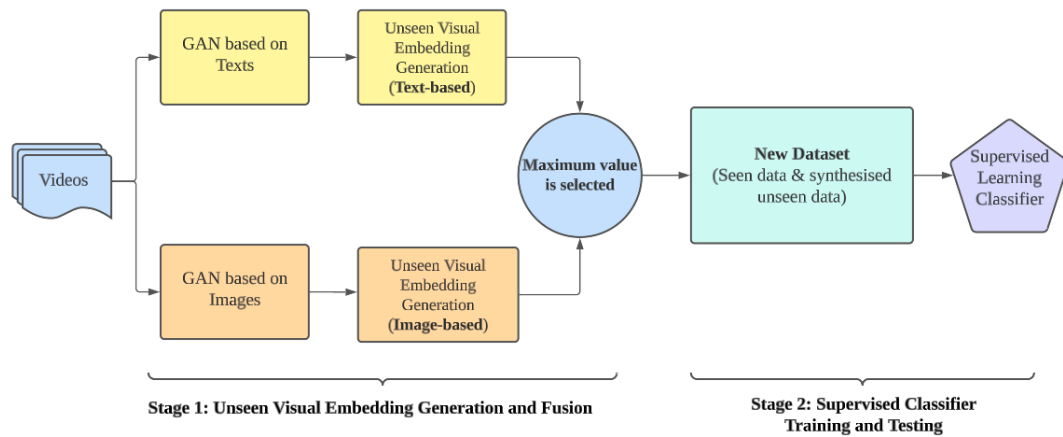 Videos
GAN based on
Texts
Unseen Visual
Embedding
Generation
(Text-based)
GAN based on
Images
Unseen Visual
Embedding
Generation
(Image-based)
Maximum value
is selected
New Dataset
(Seen data & synthesised
unseen data)
Supervised
Learning
Classifier
Stage 1: Unseen Visual Embedding Generation and Fusion
Stage 2: Supervised Classifier
Training and Testing